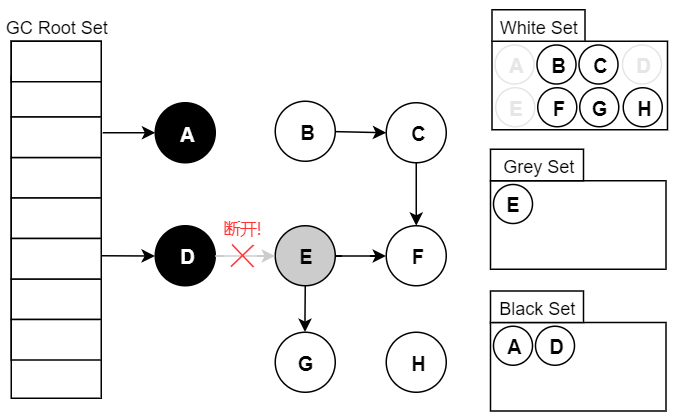 GC Root Set
A
B
C
断开!
D
E
F
G
H
White Set
A B C D
E F G H
Grey Set
E
Black Set
A D